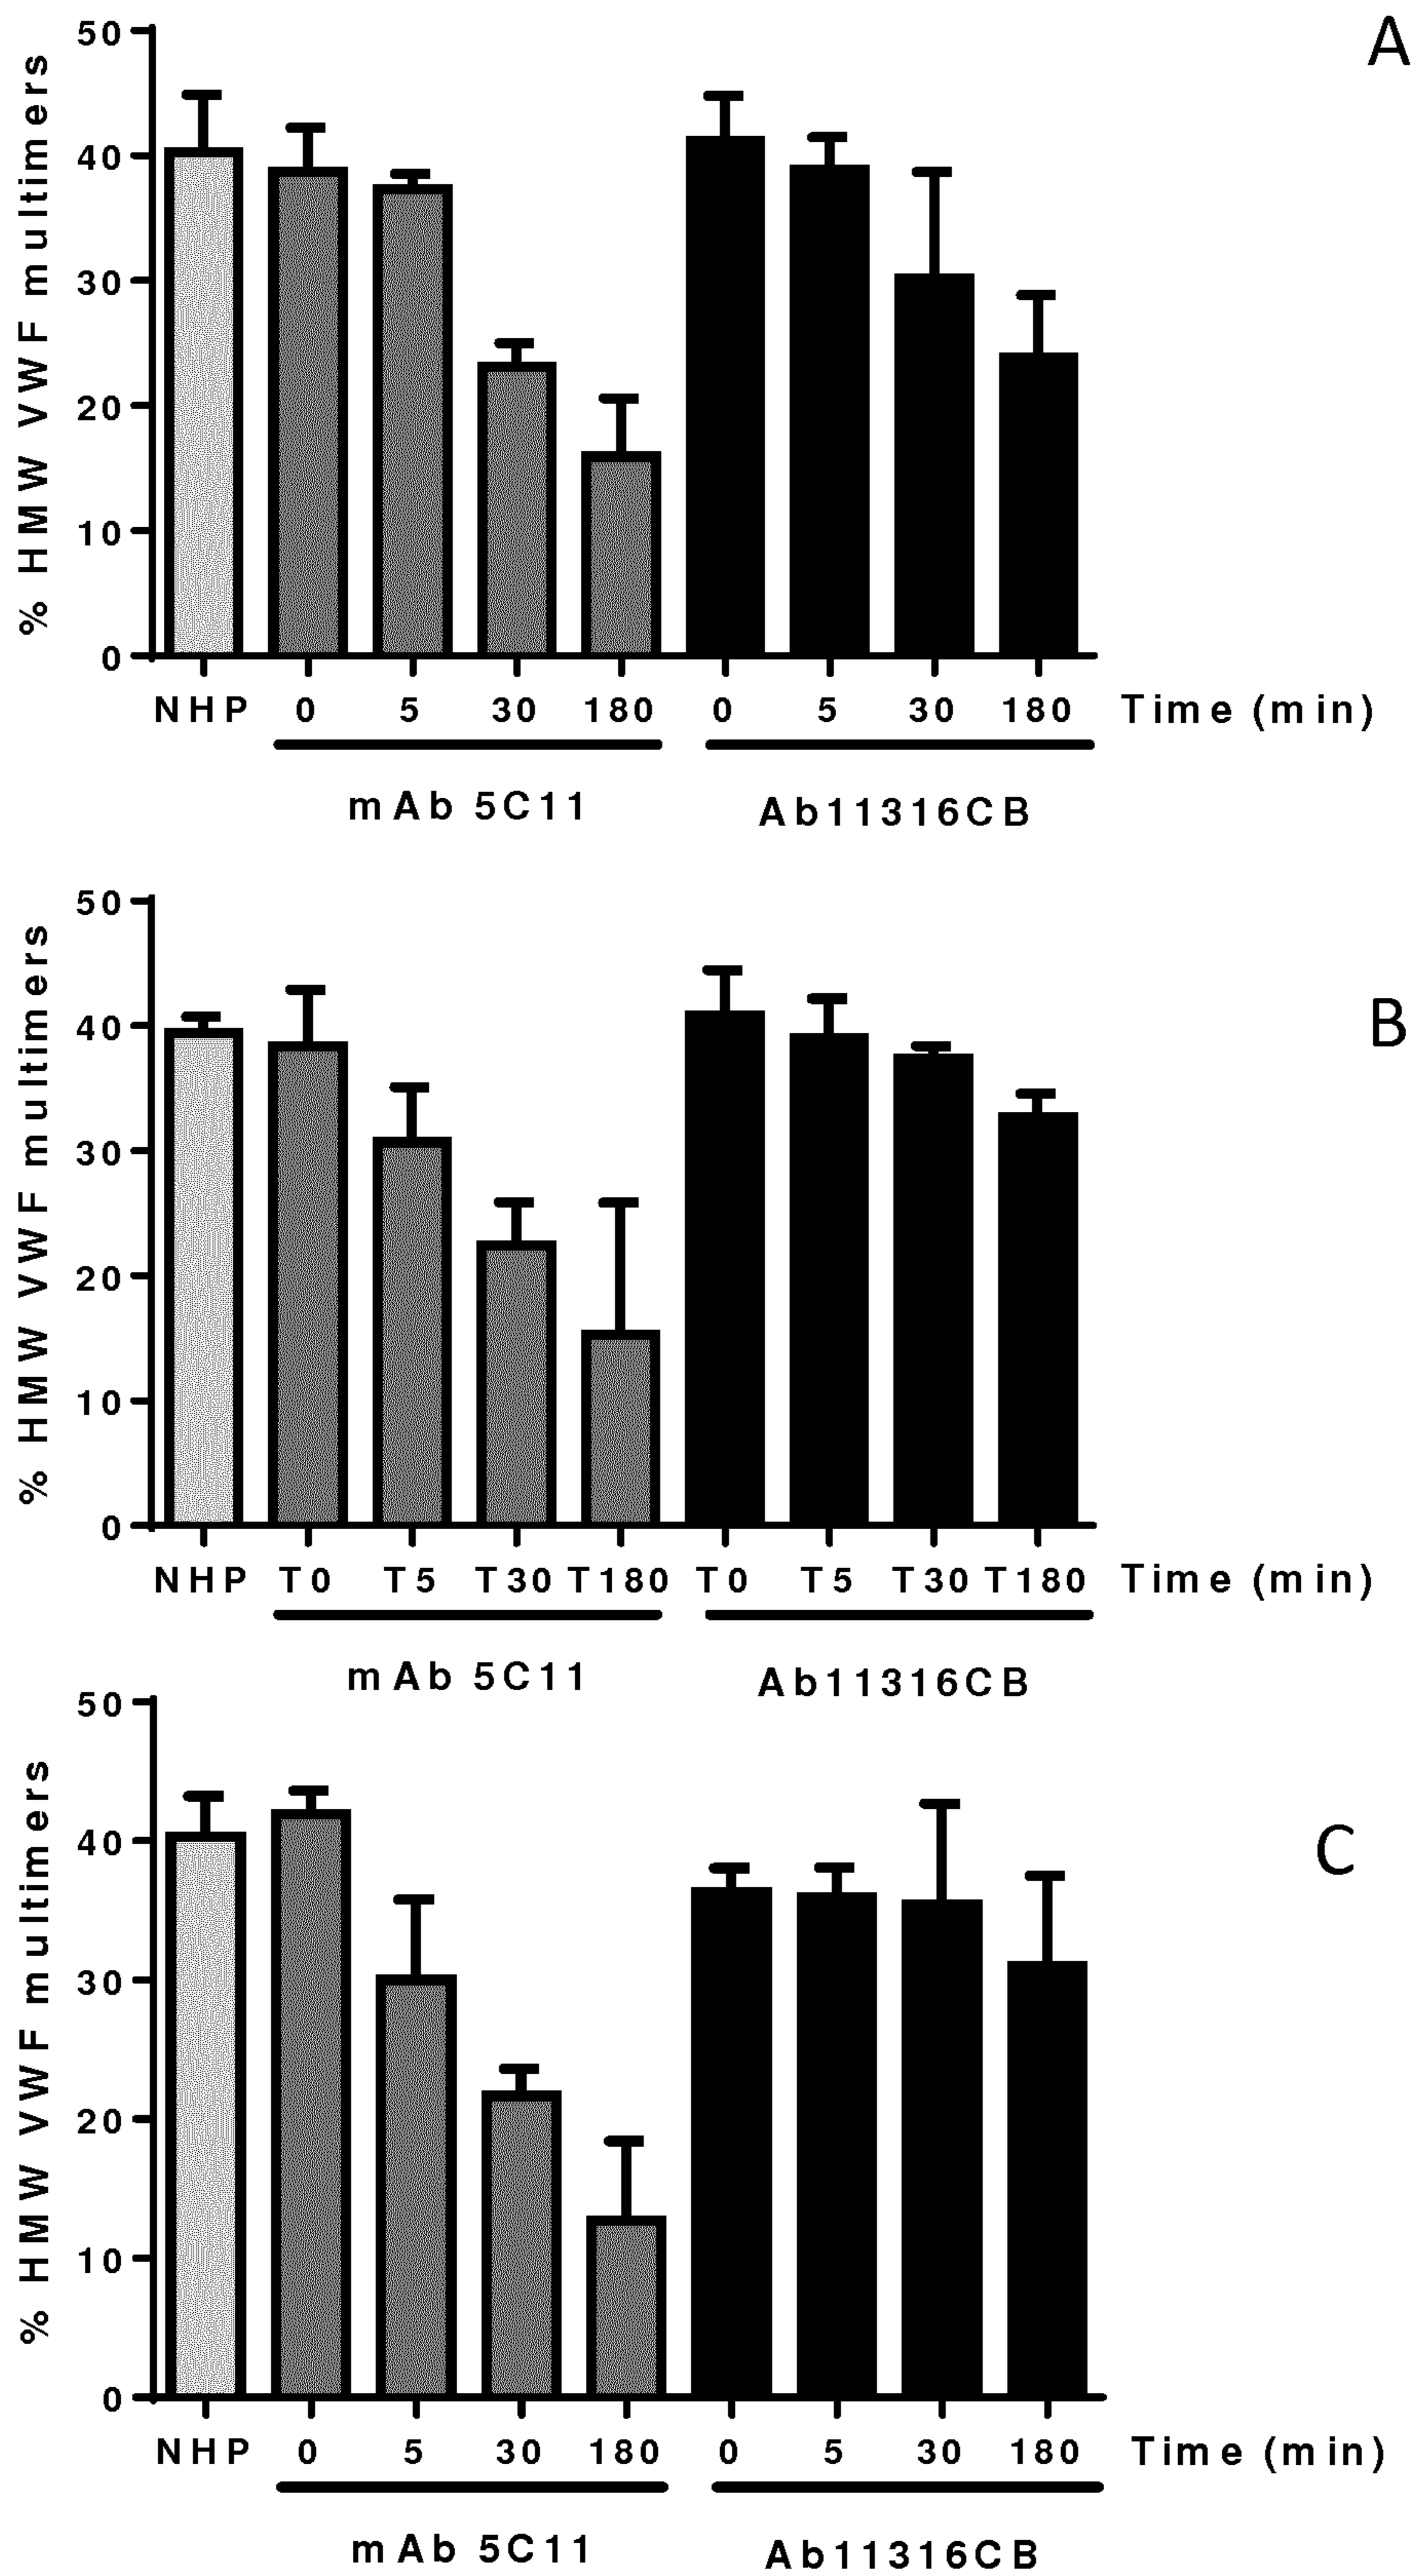 A
% HMW VWF multimers
50
40
30
20
10
0
NHP 0 5 30 180 0 5 30 180 Time (min)
mAb 5C11 Ab11316CB
B
% HMW VWF multimers
50
40
30
20
10
0
NHP T0 T5 T30 T180 T0 T5 T30 T180 Time (min)
mAb 5C11 Ab11316CB
C
% HMW VWF multimers
50
40
30
20
10
0
NHP 0 5 30 180 0 5 30 180 Time (min)
mAb 5C11 Ab11316CB